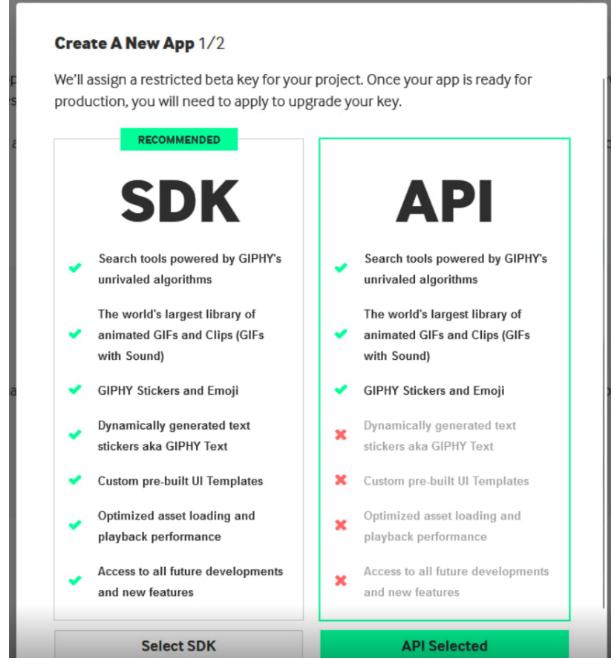 Create A New App 1/2
We'll assign a restricted beta key for your project. Once your app is ready for
production, you will need to apply to upgrade your key.
RECOMMENDED
SDK
Search tools powered by GIPHY's
unrivaled algorithms
The world's largest library of
animated GIFs and Clips (GIFs
with Sound)
GIPHY Stickers and Emoji
Dynamically generated text
stickers aka GIPHY Text
Custom pre-built UI Templates
Optimized asset loading and
playback performance
Access to all future developments
and new features
Select SDK
API
Search tools powered by GIPHY's
unrivaled algorithms
The world's largest library of
animated GIFs and Clips (GIFs
with Sound)
GIPHY Stickers and Emoji
Dynamically generated text
stickers aka GIPHY Text
Custom pre-built UI Templates
Optimized asset loading and
playback performance
Access to all future developments
and new features
API Selected